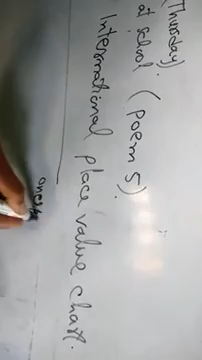 (Thursday)
at school (poem 5)
International place value chart.
ones